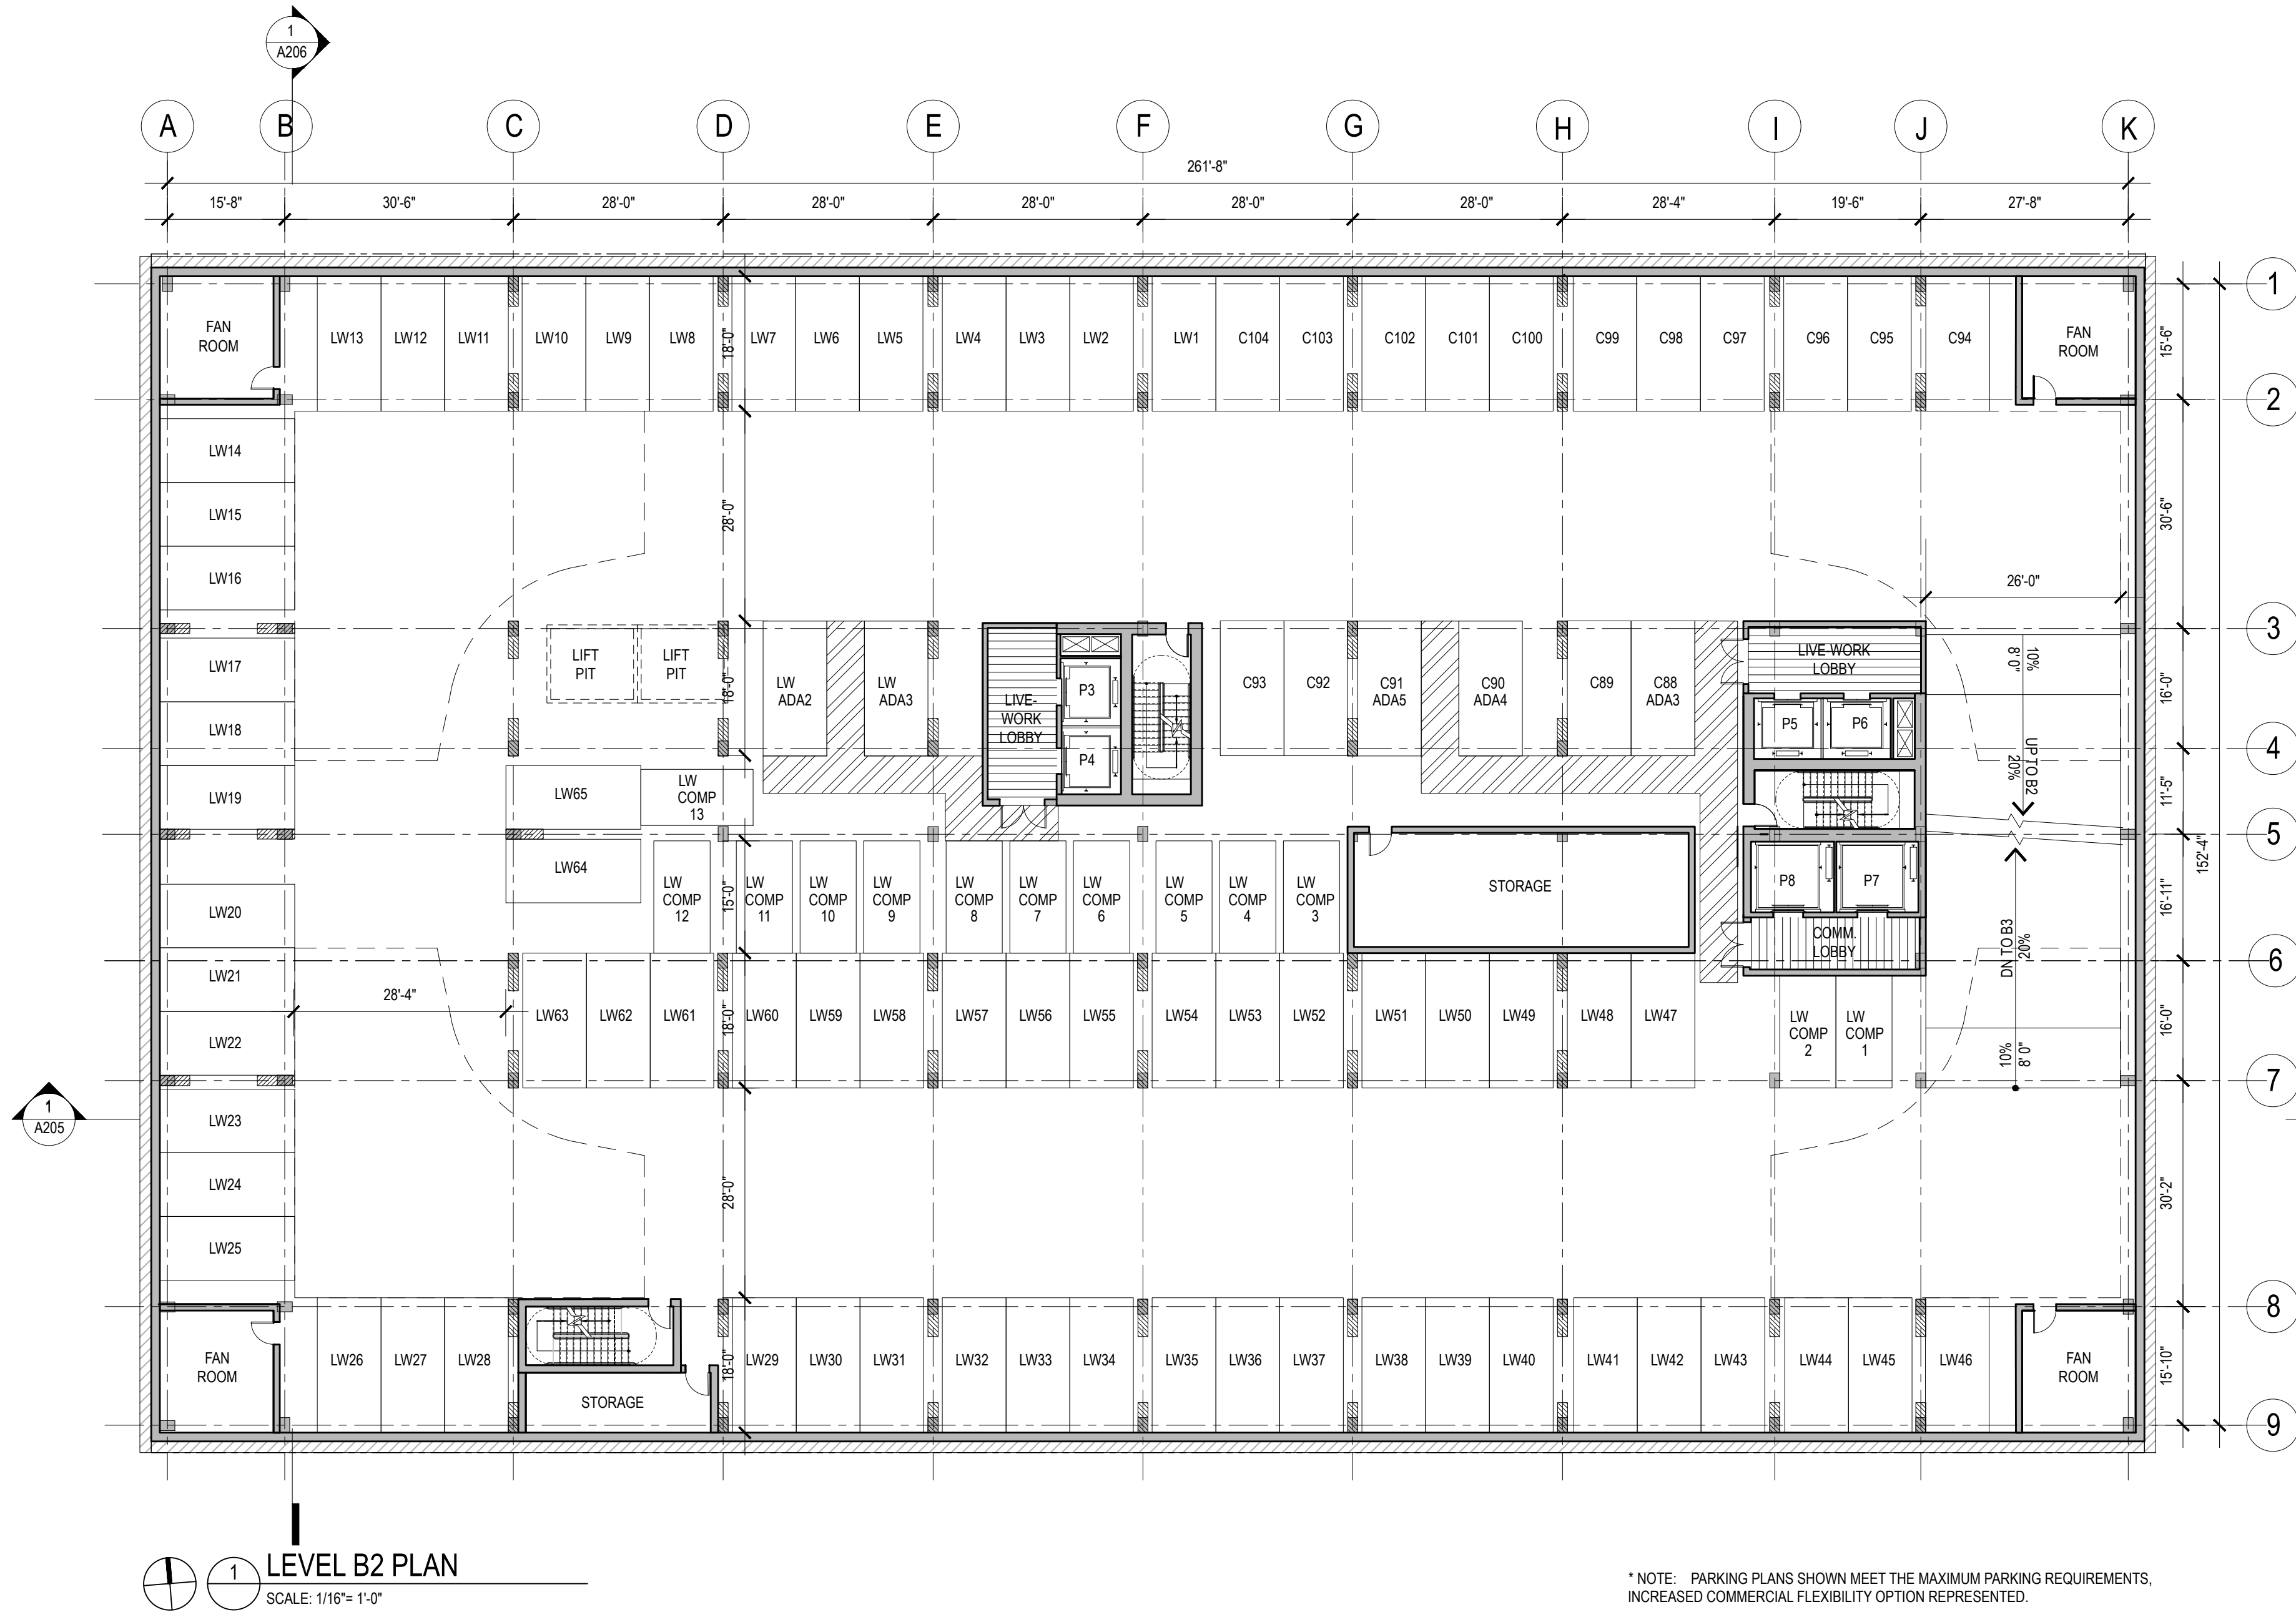 1
A206
A B C D E F G H I J K
261'-8"
15'-8" 30'-6" 28'-0" 28'-0" 28'-0" 28'-0" 28'-0" 28'-4" 19'-6" 27'-8"
1
FAN
ROOM
LW13 LW12 LW11 LW10 LW9 LW8 18'-0" LW7 LW6 LW5 LW4 LW3 LW2 LW1 C104 C103 C102 C101 C100 C99 C98 C97 C96 C95 C94
FAN
ROOM
15'-6"
2
LW14
LW15
28'-0"
30'-6"
LW16
26'-0"
3
LW17
LIFT
PIT
LIFT
PIT
18'-0"
LW
ADA2
LW
ADA3
LIVE-
WORK
LOBBY
P3
P4
C93 C92
C91
ADA5
C90
ADA4
C89
C88
ADA3
LIVE-WORK
LOBBY
P5 P6
10%
8' 0"
16'-0"
LW18
4
UP TO B2
20%
11'-5"
LW19
LW65
LW
COMP
13
5
152'-4"
LW64
LW
COMP
12
15'-0"
LW
COMP
11
LW
COMP
10
LW
COMP
9
LW
COMP
8
LW
COMP
7
LW
COMP
6
LW
COMP
5
LW
COMP
4
LW
COMP
3
STORAGE
P8 P7
16'-11"
LW20
COMM.
LOBBY
DN TO B3
20%
6
LW21
28'-4"
LW22
LW63 LW62 LW61 18'-0" LW60 LW59 LW58 LW57 LW56 LW55 LW54 LW53 LW52 LW51 LW50 LW49 LW48 LW47
LW
COMP
2
LW
COMP
1
10%
8' 0"
16'-0"
7
1
A205
LW23
LW24
28'-0"
30'-2"
LW25
8
FAN
ROOM
LW26 LW27 LW28 18'-0" LW29 LW30 LW31 LW32 LW33 LW34 LW35 LW36 LW37 LW38 LW39 LW40 LW41 LW42 LW43 LW44 LW45 LW46
FAN
ROOM
15'-10"
STORAGE
9
1 LEVEL B2 PLAN
SCALE: 1/16"= 1'-0"
* NOTE: PARKING PLANS SHOWN MEET THE MAXIMUM PARKING REQUIREMENTS,
INCREASED COMMERCIAL FLEXIBILITY OPTION REPRESENTED.